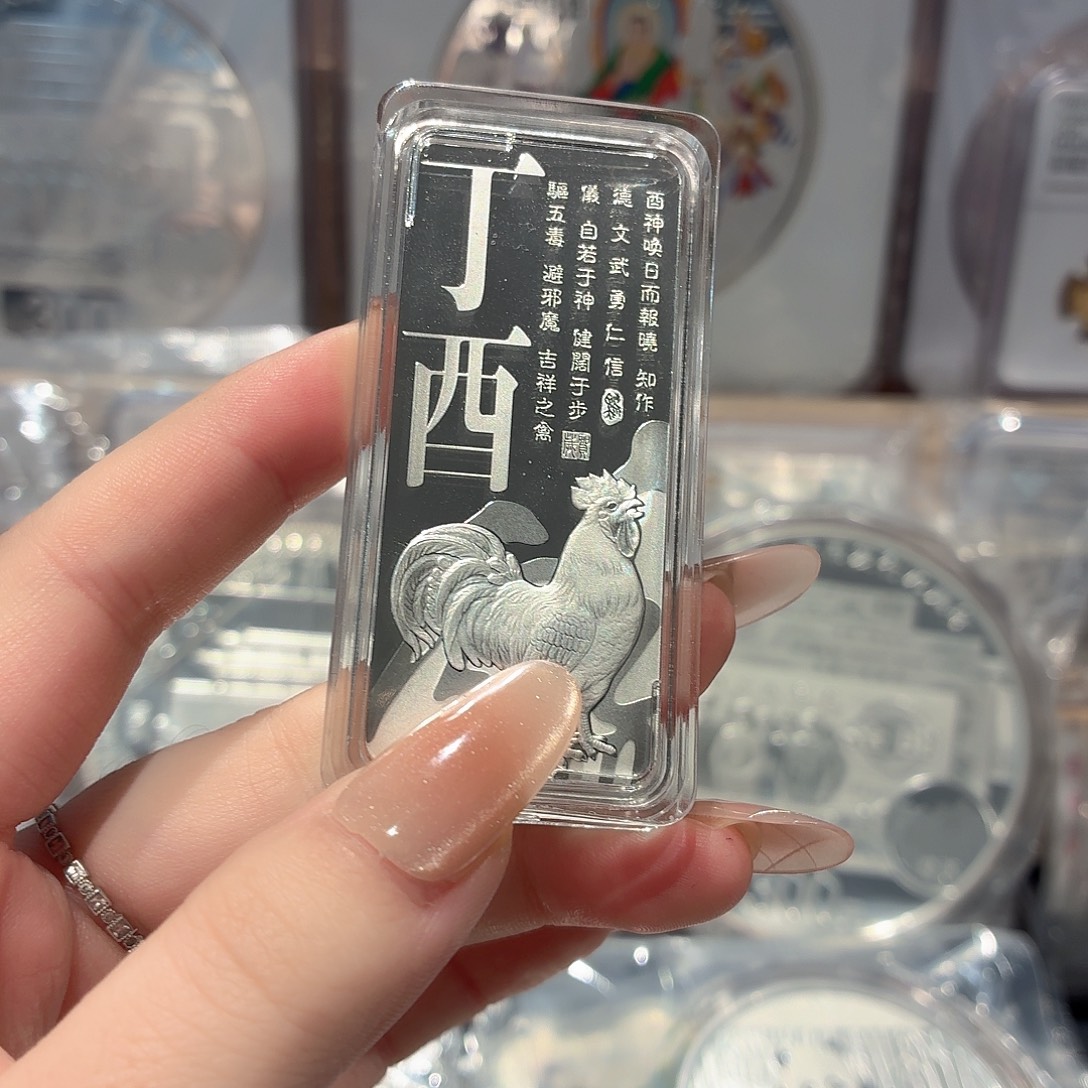 丁酉
酉神喚日而報曉 知作
德 文 武 勇 仁 信
儀 自若于神 健闊于步
驅五毒 避邪魔 吉祥之禽